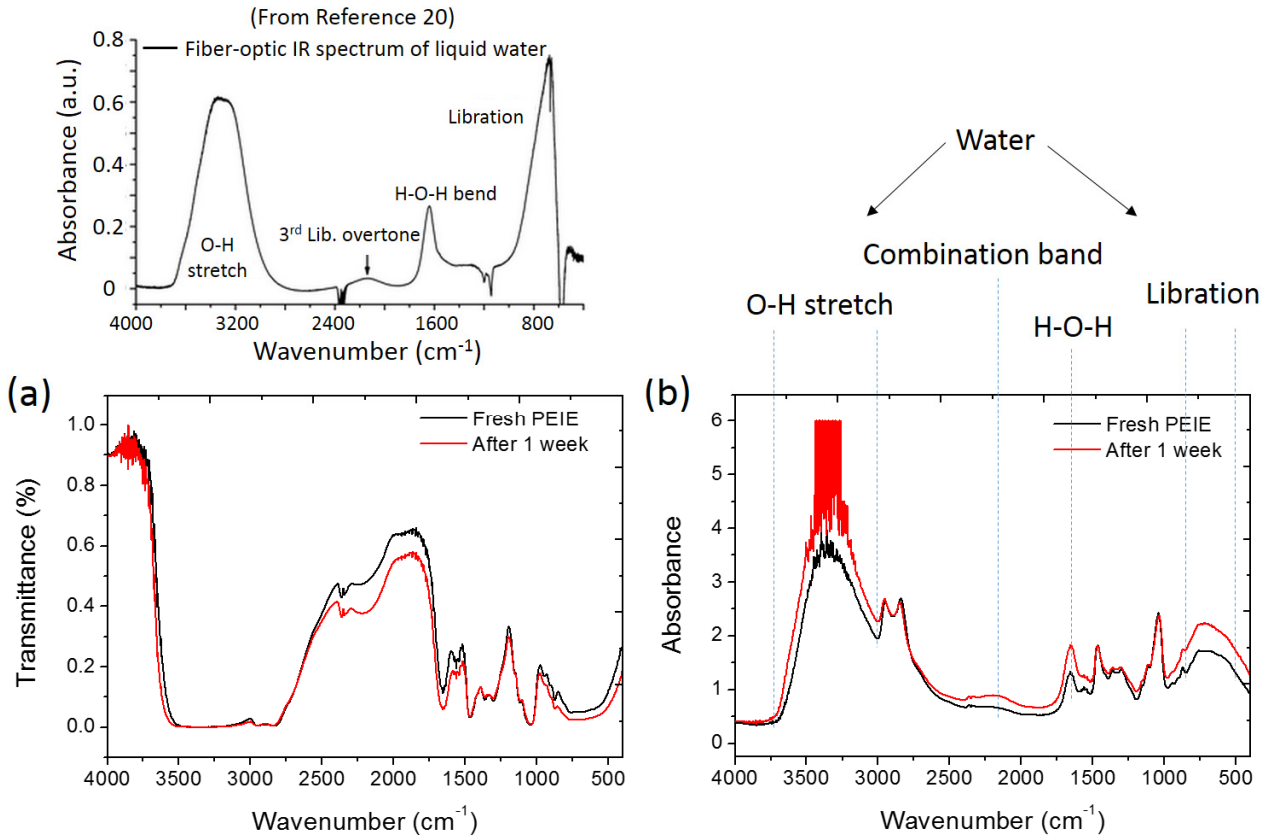 (From Reference 20)
Fiber-optic IR spectrum of liquid water
0.8
0.6
0.4
0.2
0
Absorbance (a.u.)
Libration
H-O-H bend
3rd Lib. overtone
O-H
stretch
4000 3200 2400 1600 800
Wavenumber (cm-1)
Water
Combination band
O-H stretch
H-O-H
Libration
(a)
Fresh PEIE
After 1 week
1.0
0.8
0.6
0.4
0.2
0.0
Transmittance (%)
4000 3500 3000 2500 2000 1500 1000 500
Wavenumber (cm-1)
(b)
Fresh PEIE
After 1 week
6
5
4
3
2
1
0
Absorbance
4000 3500 3000 2500 2000 1500 1000 500
Wavenumber (cm-1)